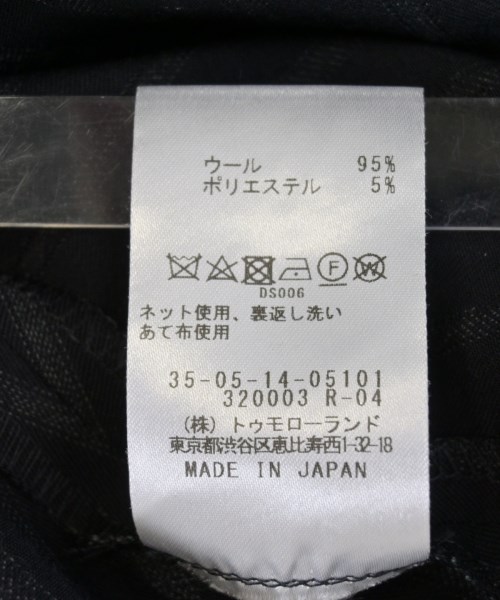 ウール 95%
ポリエステル 5%
F W
DS006
ネット使用、裏返し洗い
あて布使用
35-05-14-05101
320003 R-04
(株) トゥモローランド
東京都渋谷区恵比寿西1-32-18
MADE IN JAPAN